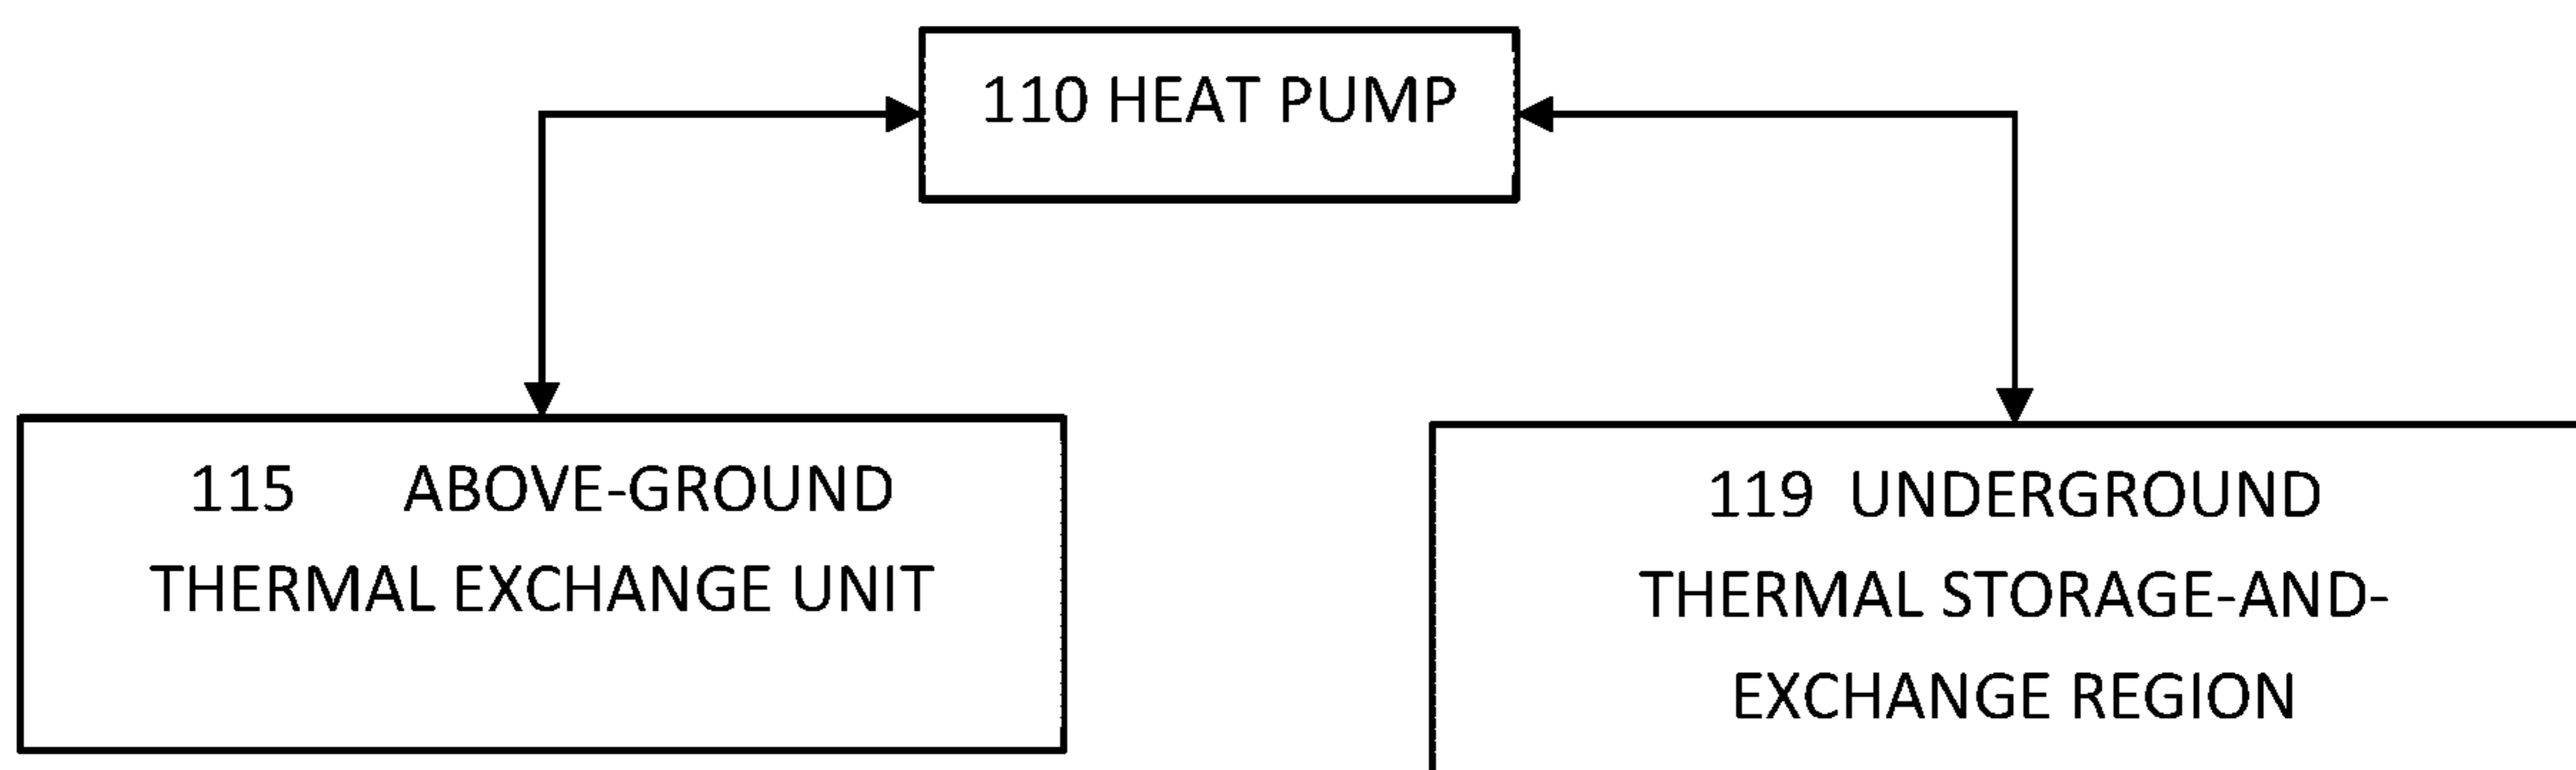 110 HEAT PUMP
115 ABOVE-GROUND
THERMAL EXCHANGE UNIT
119 UNDERGROUND
THERMAL STORAGE-AND-
EXCHANGE REGION